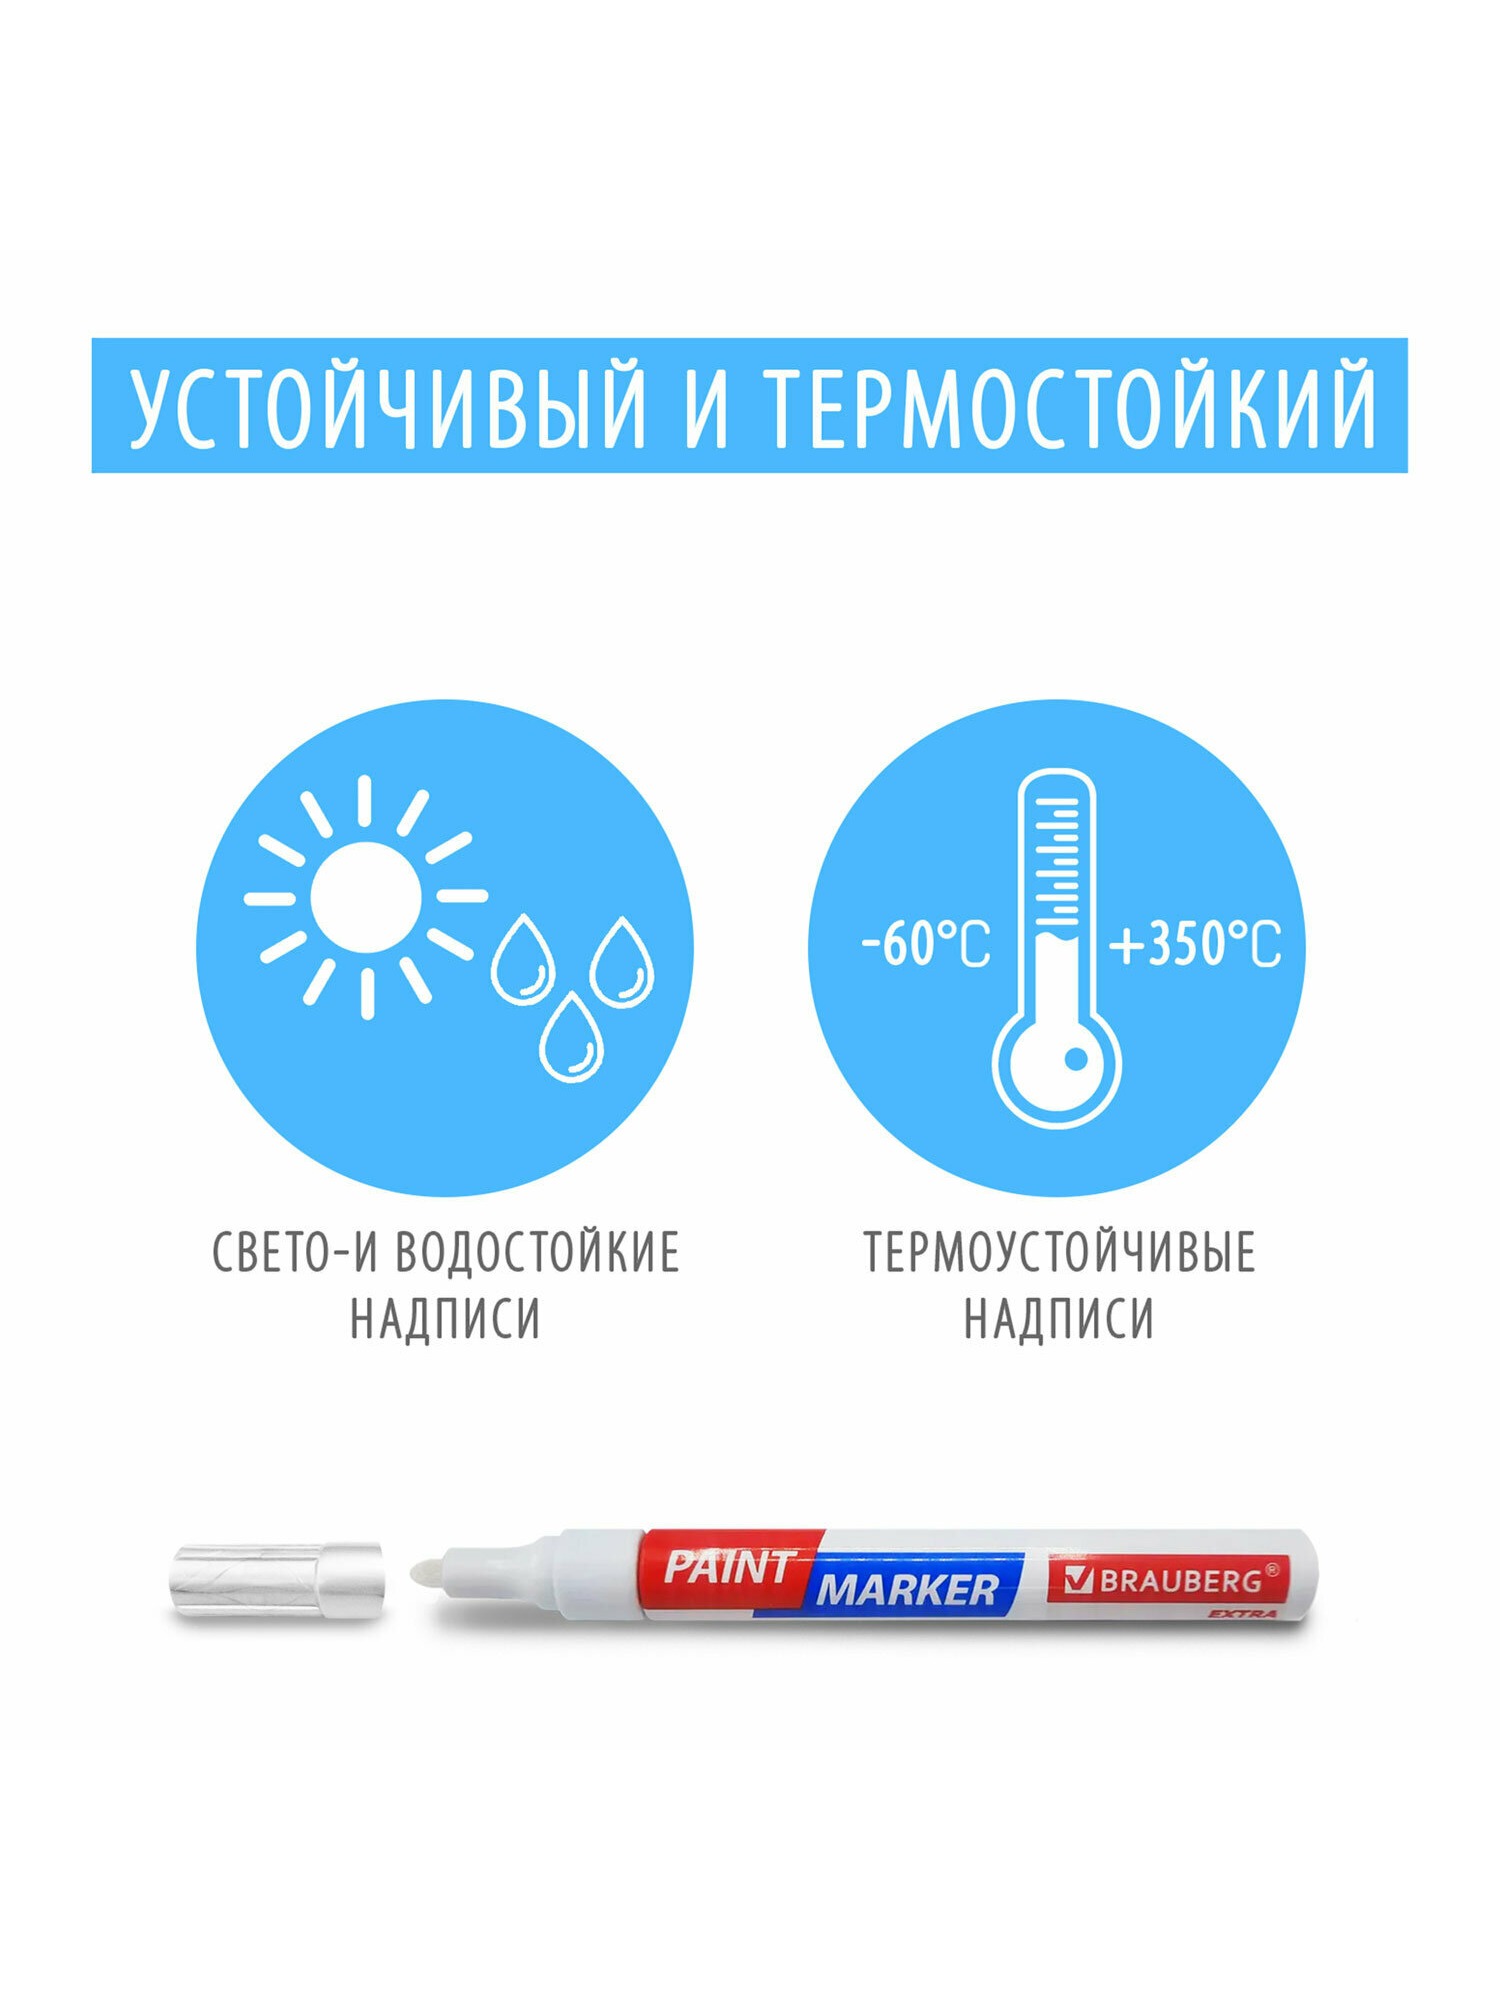 УСТОЙЧИВЫЙ И ТЕРМОСТОЙКИЙ
-60°C +350°C
СВЕТО-И ВОДОСТОЙКИЕ
НАДПИСИ
ТЕРМОУСТОЙЧИВЫЕ
НАДПИСИ
PAINT
MARKER
BRAUBERG®
EXTRA